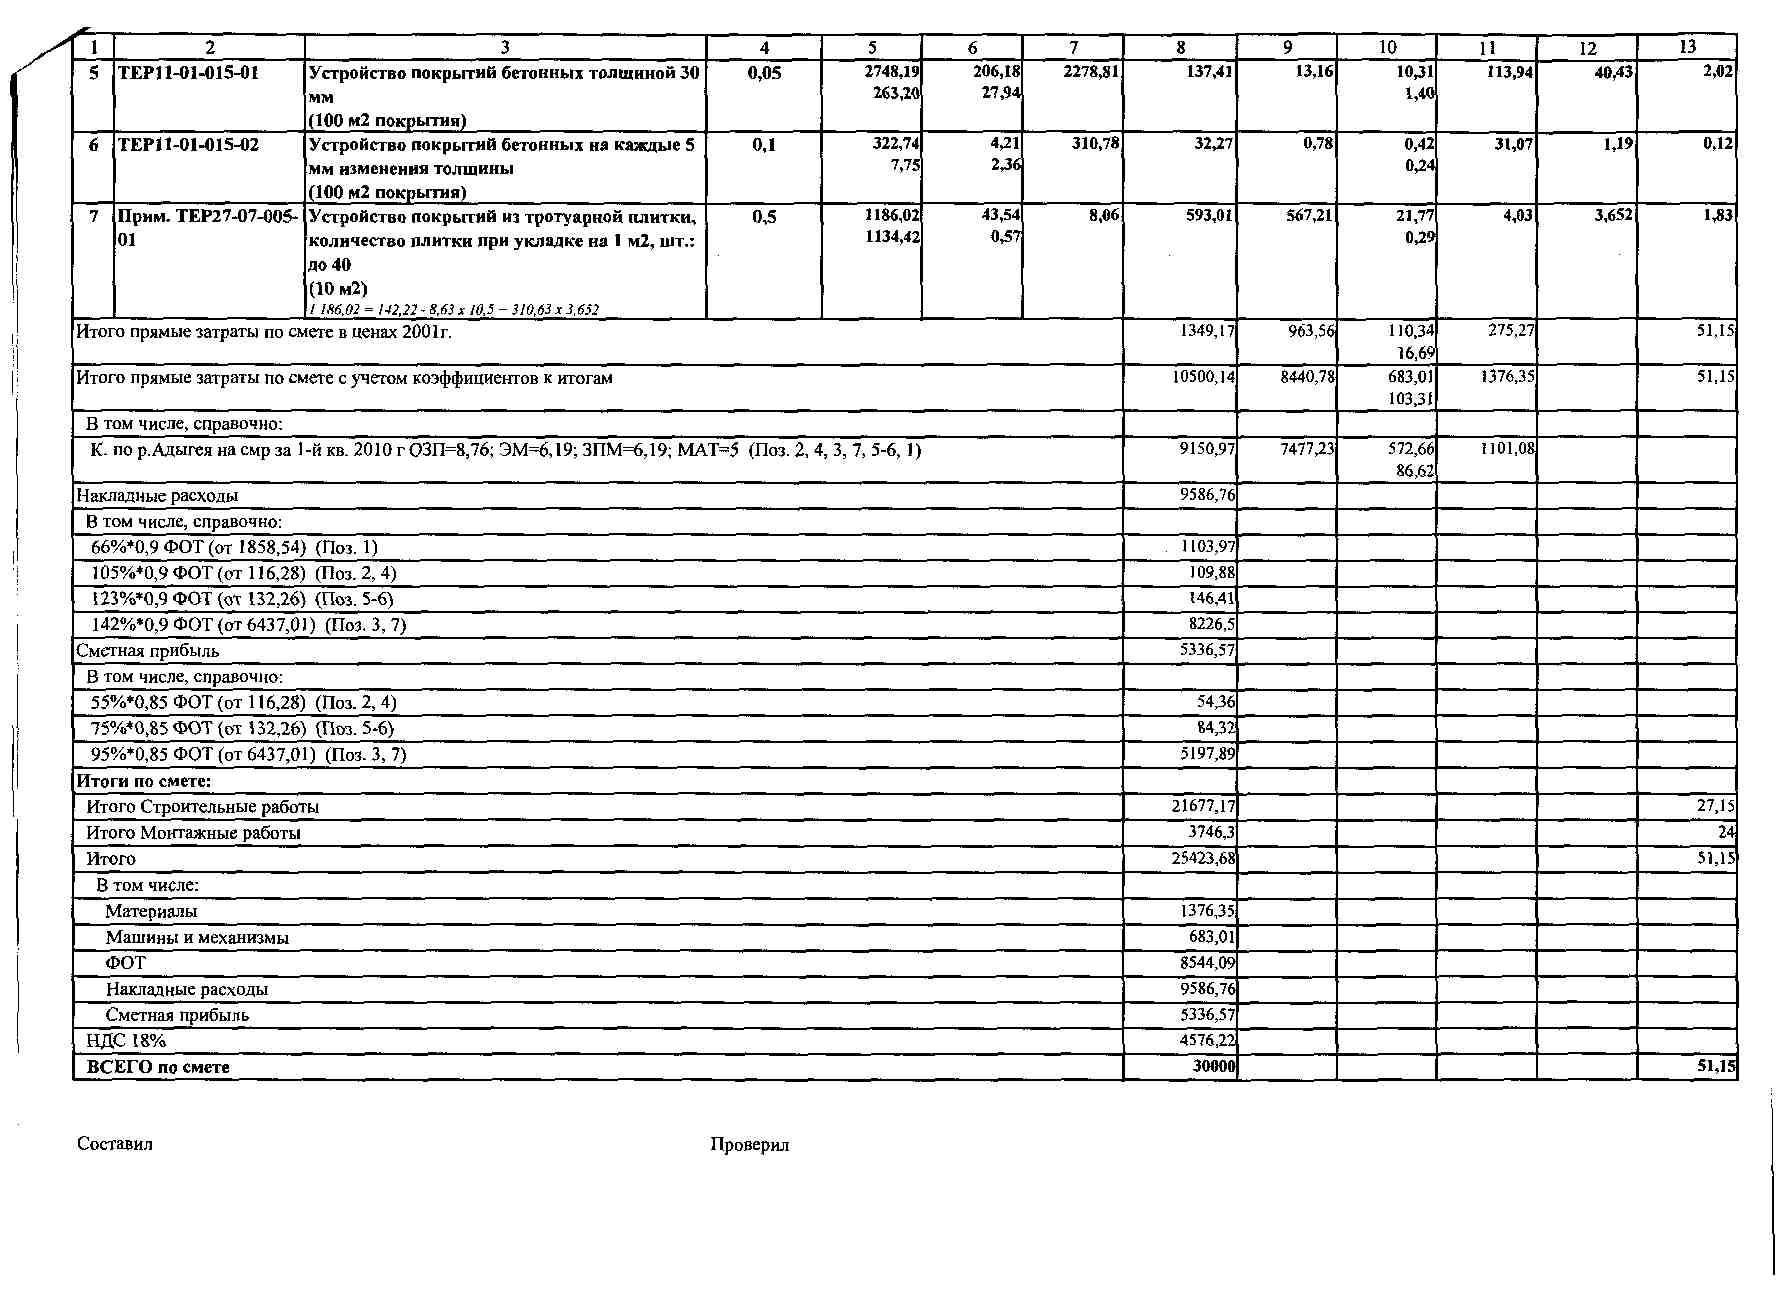 1 2 3 4 5 6 7 8 9 10 11 12 13
5 ТЕР11-01-015-01 Устройство покрытий бетонных толщиной 30 0,05 2748,19 206,18 2278,81 137,41 13,16 10,31 113,94 40,43 2,02
мм 263,20 27,94 1,40
(100 м2 покрытия)
6 ТЕР11-01-015-02 Устройство покрытий бетонных на каждые 5 0,1 322,74 4,21 310,78 32,27 0,78 0,42 31,07 1,19 0,12
мм изменения толщины 7,75 2,36 0,24
(100 м2 покрытия)
7 Прим. ТЕР27-07-005- Устройство покрытий из тротуарной плитки, 0,5 1186,02 43,54 8,06 593,01 567,21 21,77 4,03 3,652 1,83
01 количество плитки при укладке на 1 м2, шт.: 1134,42 0,57 0,29
до 40
(10 м2)
1 186,02 = 142,22 - 8,63 x 10,5 - 310,63 x 3,652
Итого прямые затраты по смете в ценах 2001г. 1349,17 963,56 110,34 275,27 51,15
16,69
Итого прямые затраты по смете с учетом коэффициентов к итогам 10500,14 8440,78 683,01 1376,35 51,15
103,31
В том числе, справочно:
К. по р.Адыгея на смр за 1-й кв. 2010 г ОЗП=8,76; ЭМ=6,19; ЗПМ=6,19; МАТ=5 (Поз. 2, 4, 3, 7, 5-6, 1) 9150,97 7477,23 572,66 1101,08
86,62
Накладные расходы 9586,76
В том числе, справочно:
66%*0,9 ФОТ (от 1858,54) (Поз. 1) 1103,97
105%*0,9 ФОТ (от 116,28) (Поз. 2, 4) 109,88
123%*0,9 ФОТ (от 132,26) (Поз. 5-6) 146,41
142%*0,9 ФОТ (от 6437,01) (Поз. 3, 7) 8226,5
Сметная прибыль 5336,57
В том числе, справочно:
55%*0,85 ФОТ (от 116,28) (Поз. 2, 4) 54,36
75%*0,85 ФОТ (от 132,26) (Поз. 5-6) 84,32
95%*0,85 ФОТ (от 6437,01) (Поз. 3, 7) 5197,89
Итоги по смете:
Итого Строительные работы 21677,17 27,15
Итого Монтажные работы 3746,3 24
Итого 25423,68 51,15
В том числе:
Материалы 1376,35
Машины и механизмы 683,01
ФОТ 8544,09
Накладные расходы 9586,76
Сметная прибыль 5336,57
НДС 18% 4576,22
ВСЕГО по смете 30000 51,15
Составил Проверил